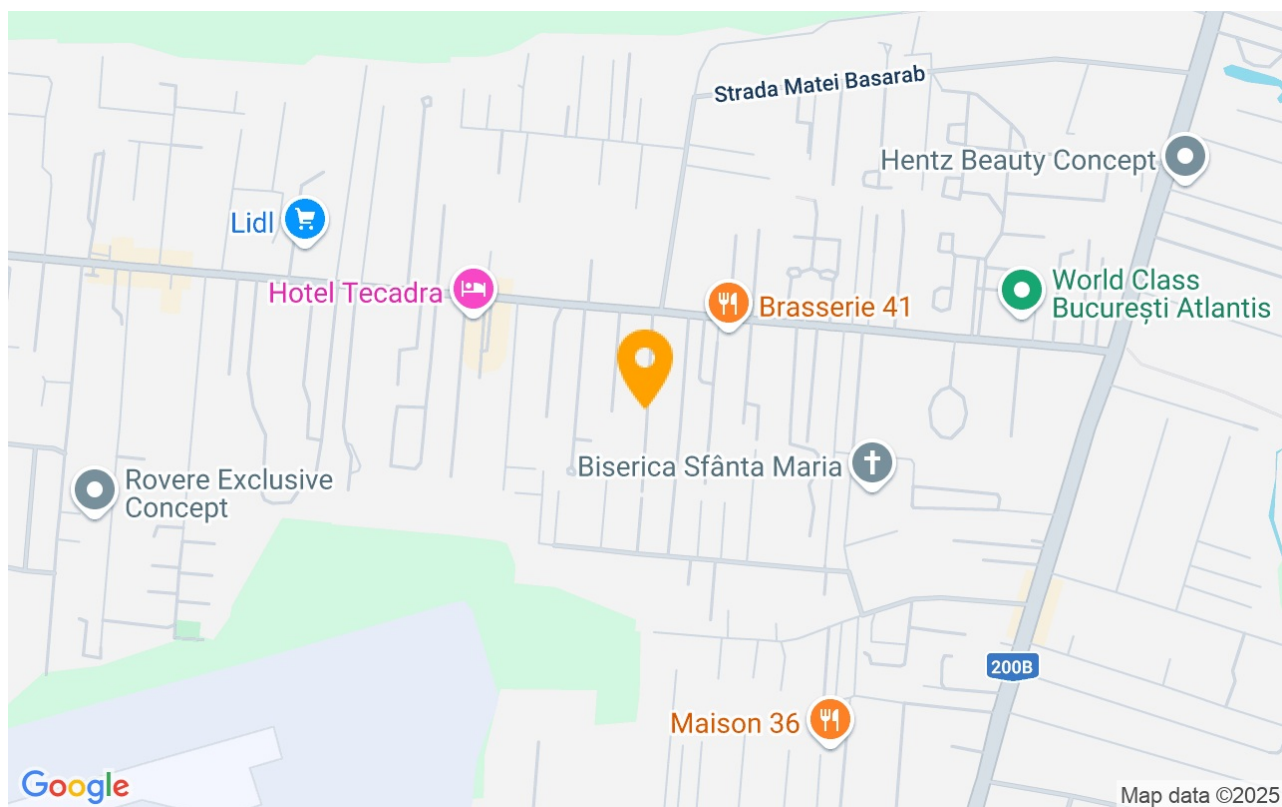 Strada Matei Basarab
Hentz Beauty Concept
Lidl
Hotel Tecadra
Brasserie 41
World Class
București Atlantis
Biserica Sfânta Maria
Rovere Exclusive
Concept
200B
Maison 36
Google
Map data ©2025